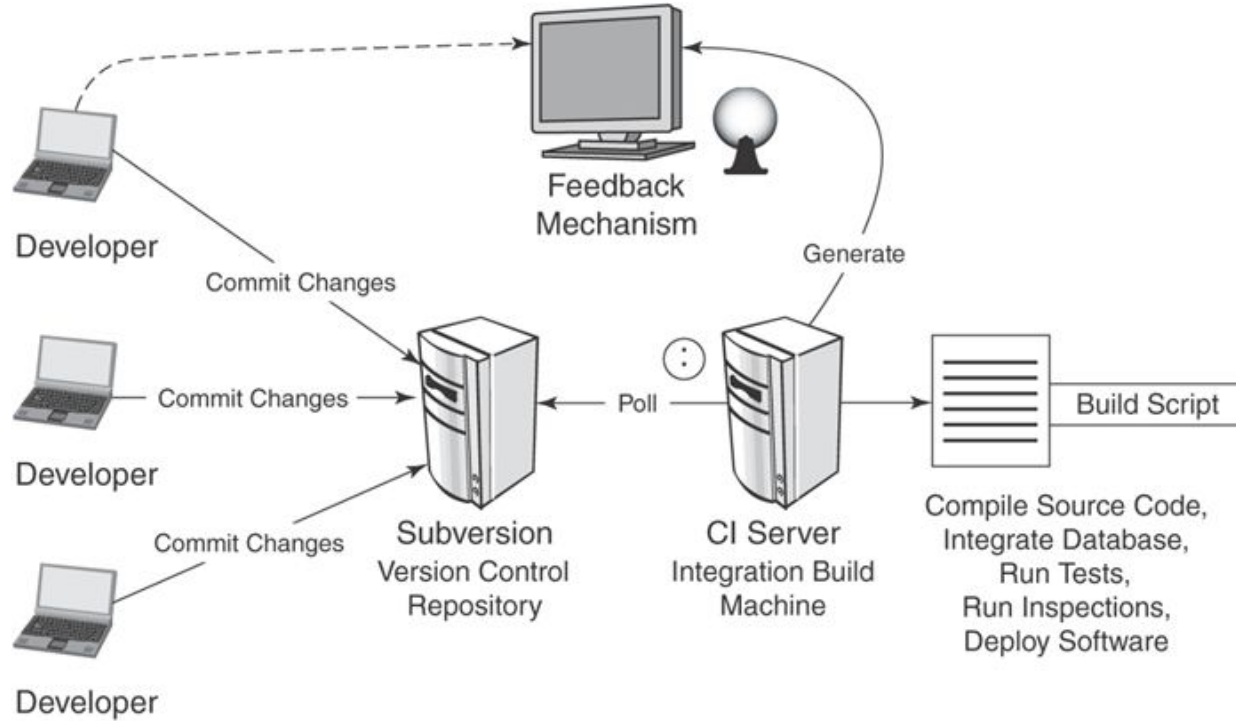 Feedback
Mechanism
Developer
Generate
Commit Changes
Commit Changes
Poll
Build Script
Developer
Compile Source Code,
Integrate Database,
Run Tests,
Run Inspections,
Deploy Software
Commit Changes
Subversion
Version Control
Repository
CI Server
Integration Build
Machine
Developer